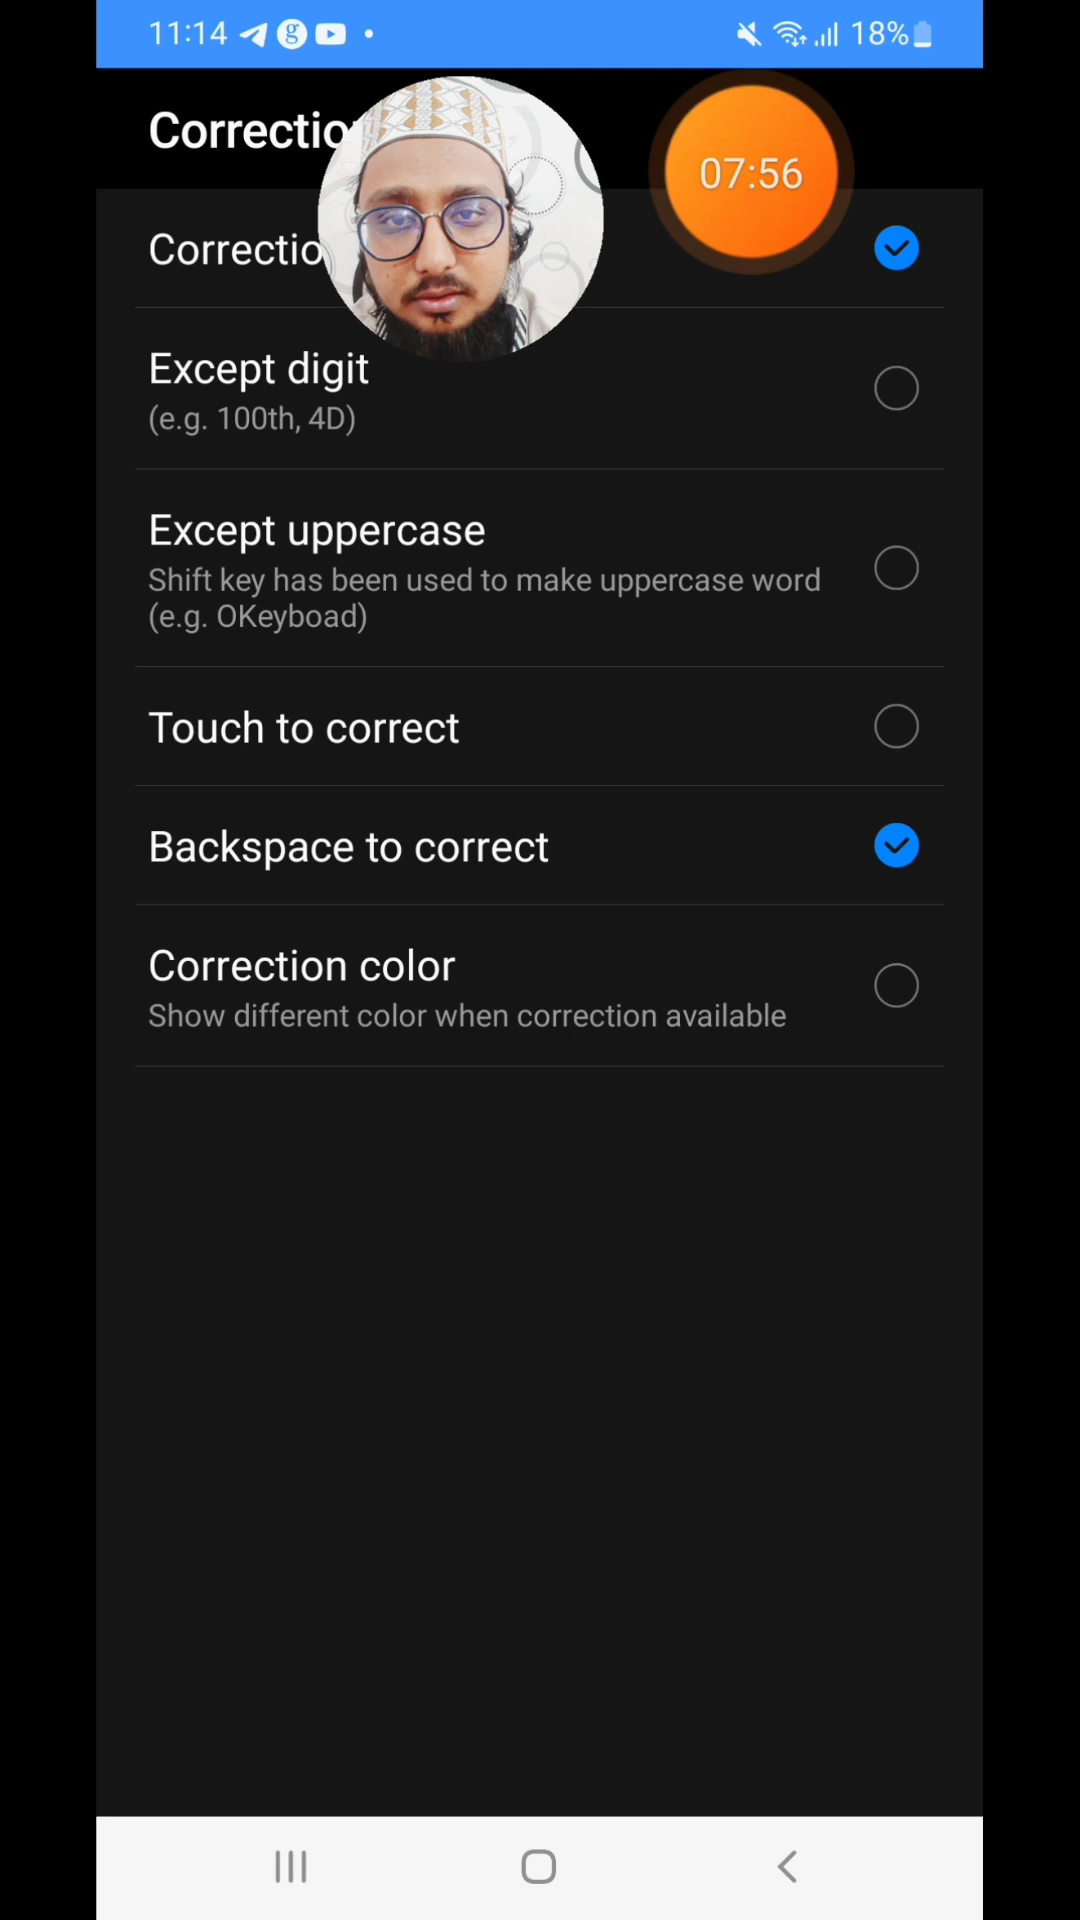 11:14
18%
Correctio
07:56
Correctio
Except digit
(e.g. 100th, 4D)
Except uppercase
Shift key has been used to make uppercase word
(e.g. OKeyboad)
Touch to correct
Backspace to correct
Correction color
Show different color when correction available